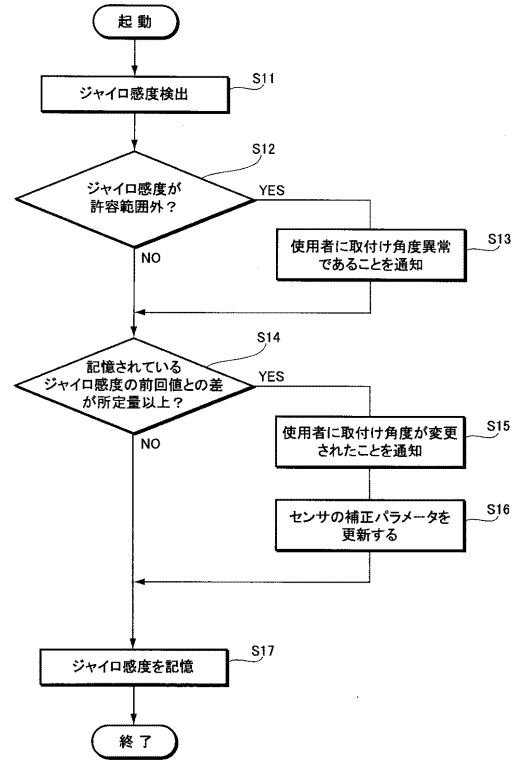 起 動
S11
ジャイロ感度検出
S12
ジャイロ感度が
許容範囲外？
YES
NO
S13
使用者に取付け角度異常
であることを通知
S14
記憶されている
ジャイロ感度の前回値との差
が所定量以上？
YES
NO
S15
使用者に取付け角度が変更
されたことを通知
S16
センサの補正パラメータを
更新する
S17
ジャイロ感度を記憶
終 了